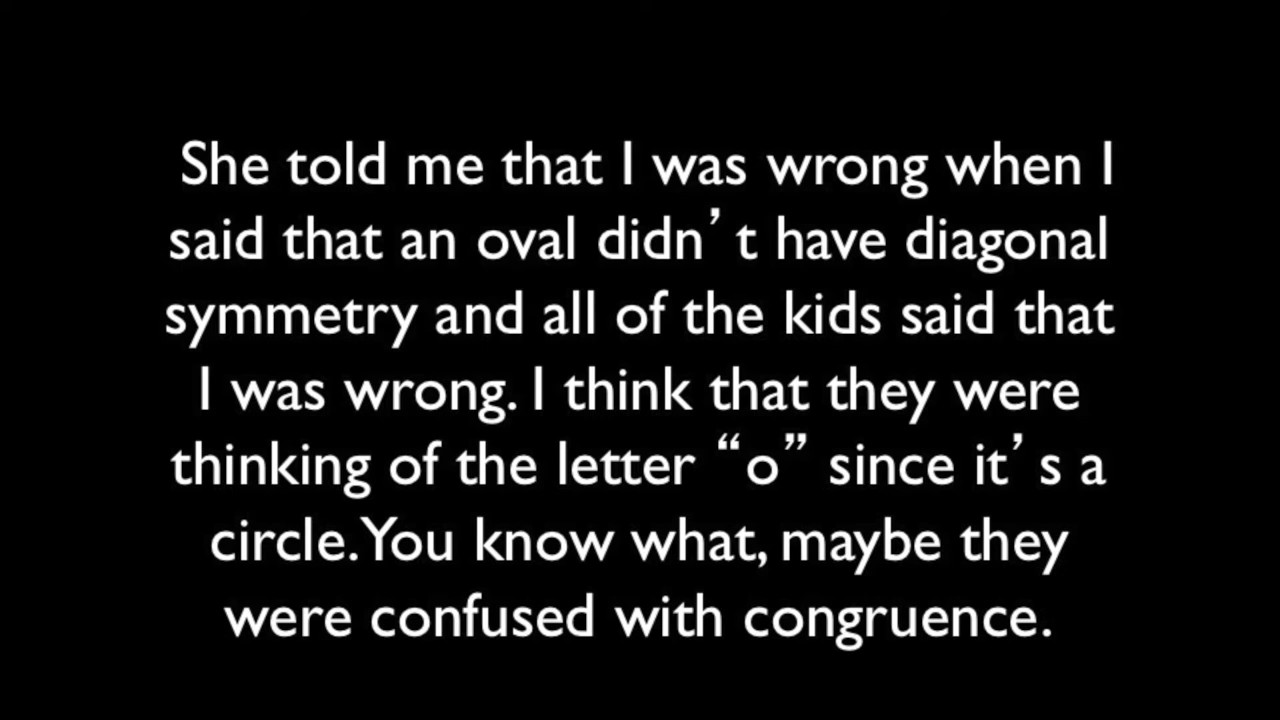 She told me that I was wrong when I
said that an oval didn’t have diagonal
symmetry and all of the kids said that
I was wrong. I think that they were
thinking of the letter “o” since it’s a
circle. You know what, maybe they
were confused with congruence.